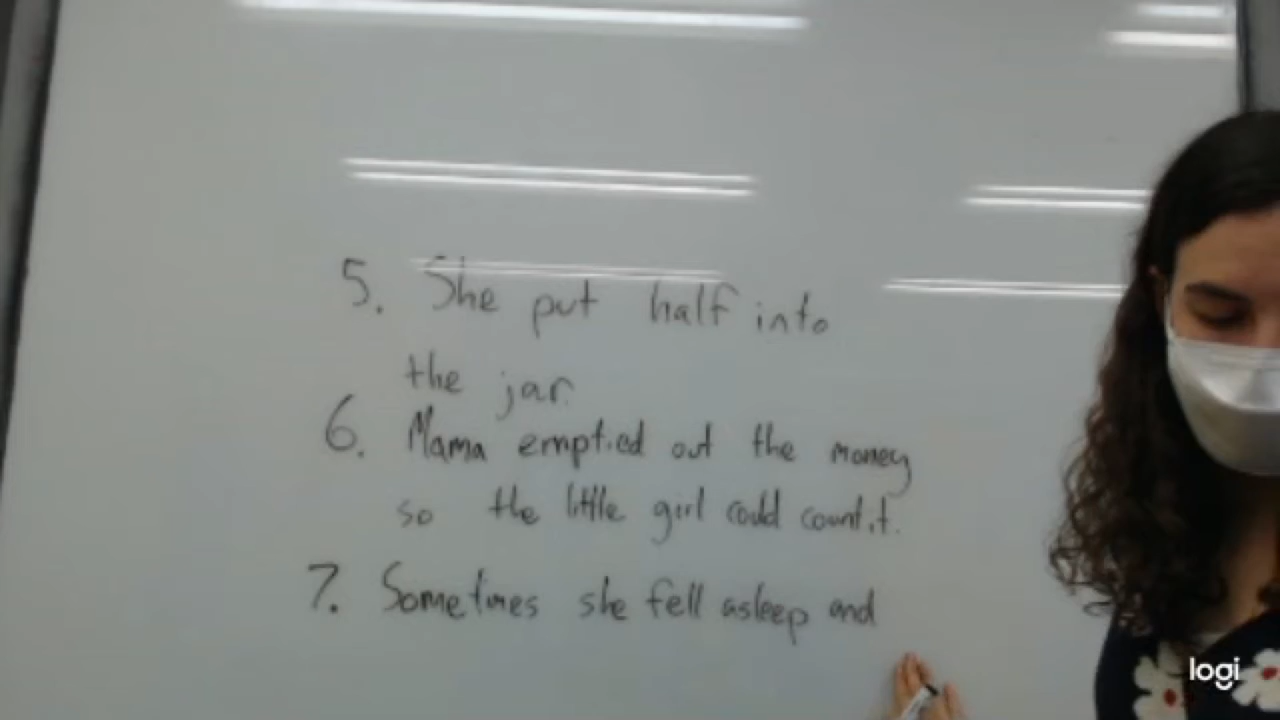 5. She put half into
the jar.
6. Mama emptied out the money
so the little girl could count it.
7. Sometimes she fell asleep and
logi